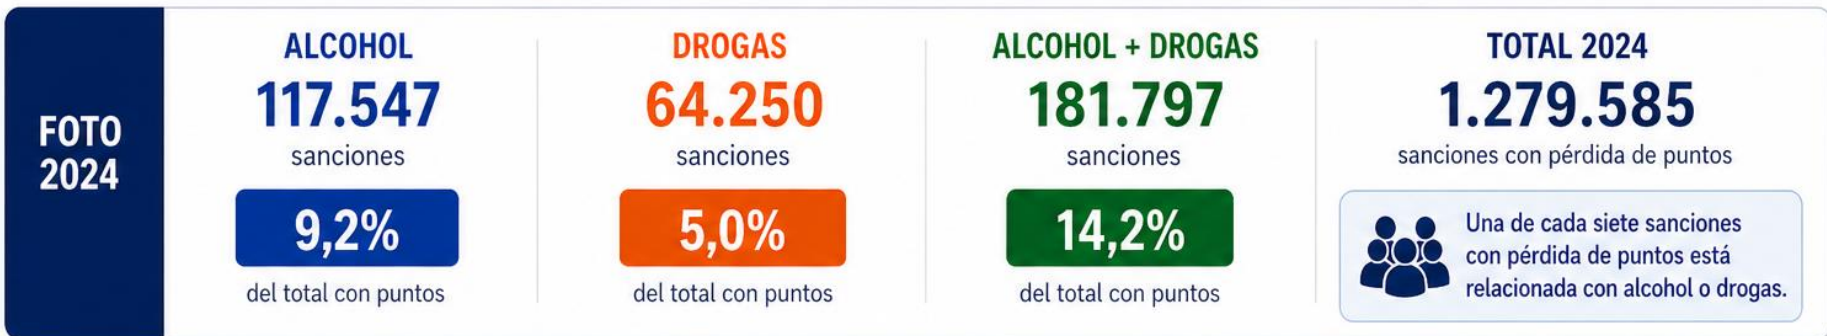 FOTO
2024
ALCOHOL
117.547
sanciones
9,2%
del total con puntos
DROGAS
64.250
sanciones
5,0%
del total con puntos
ALCOHOL + DROGAS
181.797
sanciones
14,2%
del total con puntos
TOTAL 2024
1.279.585
sanciones con pérdida de puntos
Una de cada siete sanciones
con pérdida de puntos está
relacionada con alcohol o drogas.